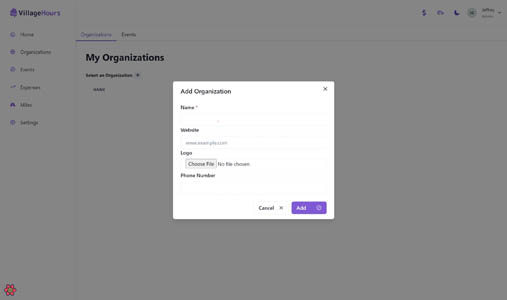 VillageHours
$
Jeffrey
Admin
Home
Organizations
Events
Expenses
Miles
Settings
Organizations
Events
My Organizations
Select an Organization
NAME
Add Organization
Name *
Website
www.example.com
Logo
Choose File No file chosen
Phone Number
Cancel
Add